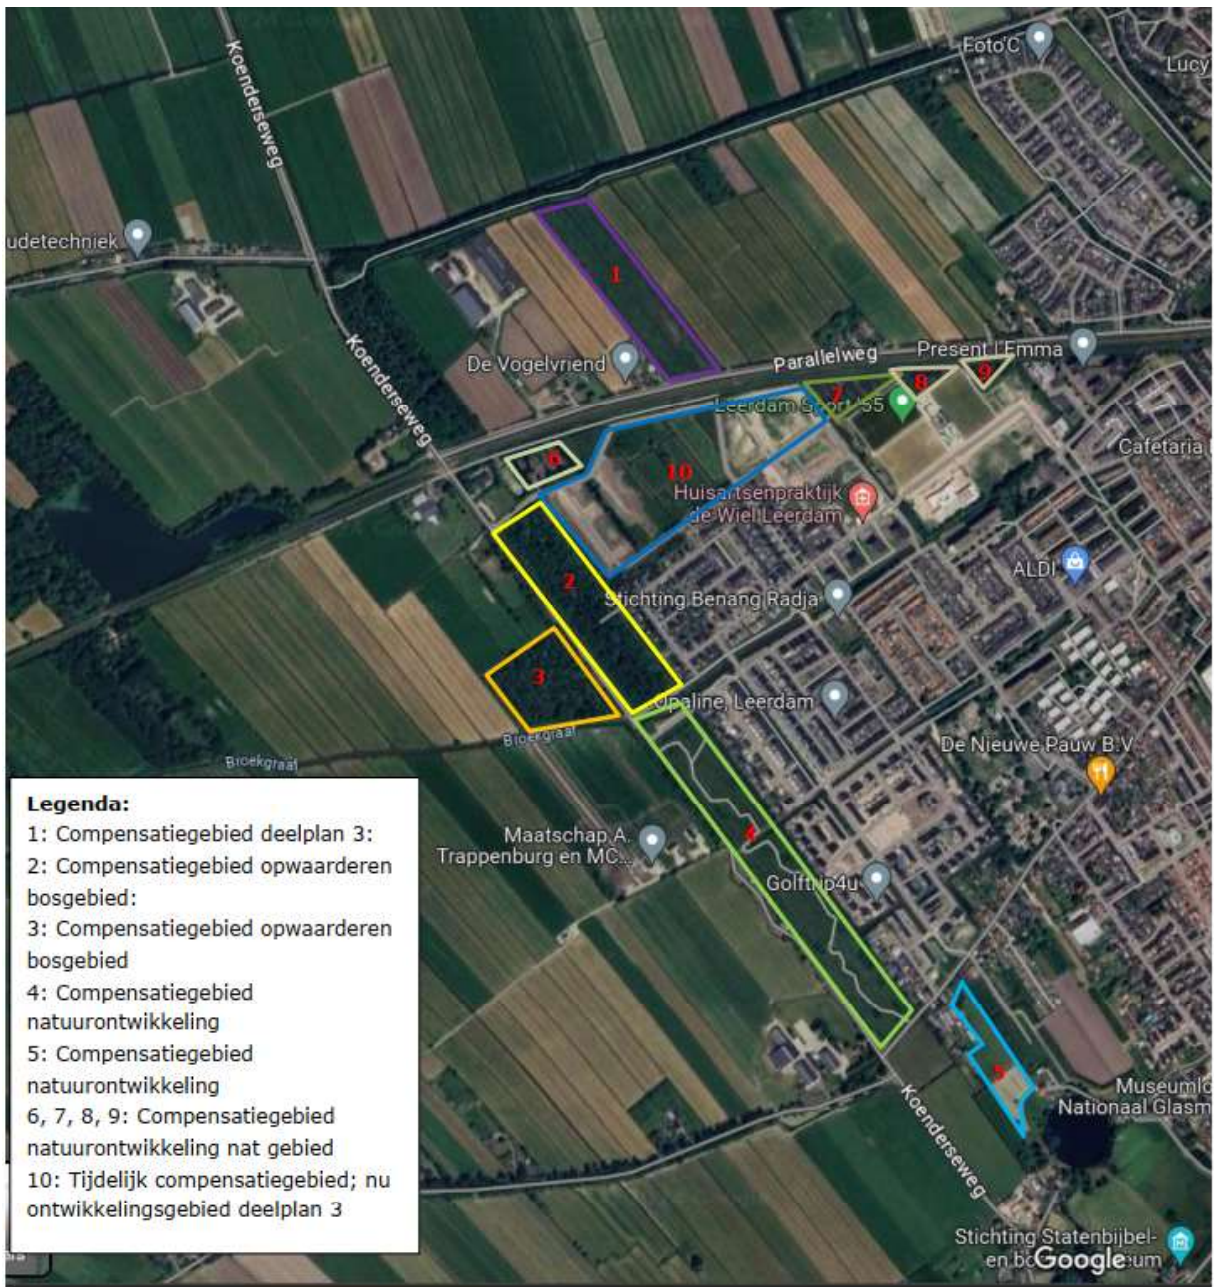 Foto'C
Lucy
Koenderseweg
udetechniek
1
De Vogelvriend
Koenderseweg
Parallelweg
Present l'Emma
9
8
7
Leerdam Sport '55
Cafetaria
6
10
Huisartsenpraktijk
de Wiel Leerdam
ALDI
2
Stichting Benang Radja
3
Opaline, Leerdam
Broekgraaf
Broekgraaf
De Nieuwe Pauw B.V
Legenda:
1: Compensatiegebied deelplan 3:
2: Compensatiegebied opwaarderen
bosgebied:
3: Compensatiegebied opwaarderen
bosgebied
4: Compensatiegebied
natuurontwikkeling
5: Compensatiegebied
natuurontwikkeling
6, 7, 8, 9: Compensatiegebied
natuurontwikkeling nat gebied
10: Tijdelijk compensatiegebied; nu
ontwikkelingsgebied deelplan 3
Maatschap A.
Trappenburg en MC...
4
Golftrip4u
5
Museumlo
Nationaal Glasm
Koenderseweg
Stichting Statenbijbel-
en bo
um
Google